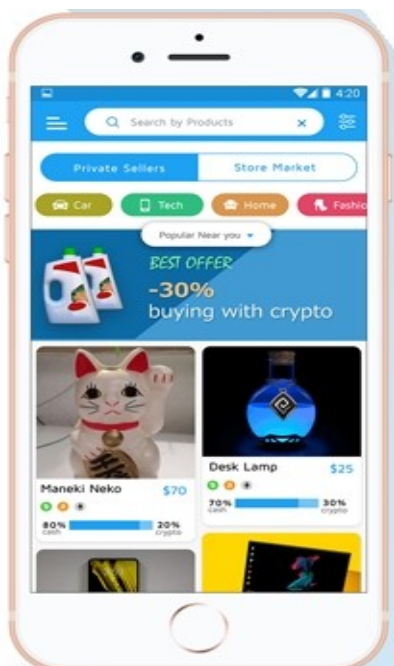 4:20
Search by Products
Private Sellers
Store Market
Car
Tech
Home
Fashio
Popular Near you
BEST OFFER
-30%
buying with crypto
Maneki Neko
$70
80%
20%
cash
crypto
Desk Lamp
$25
70%
30%
cash
crypto